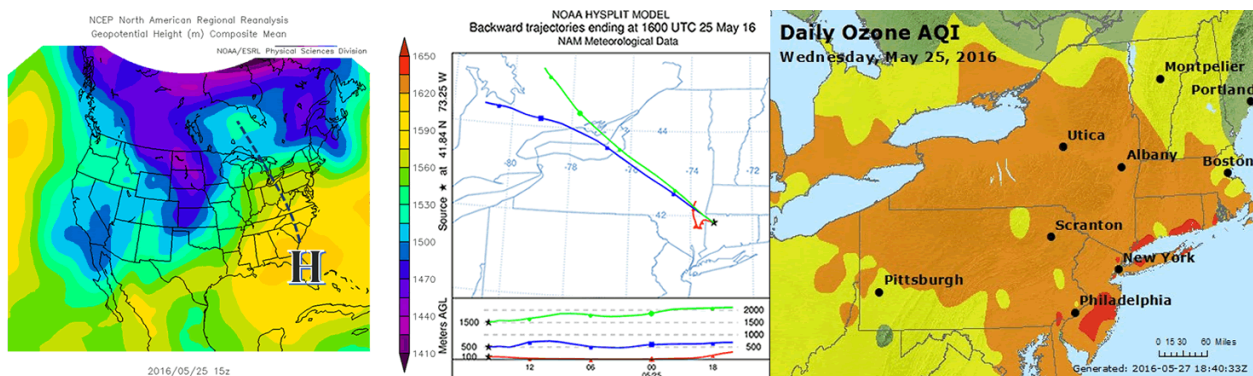 NCEP North American Regional Reanalysis
Geopotential Height (m) Composite Mean
NOAA/ESRL Physical Sciences Division
H
1650
1620
1590
1560
1530
1500
1470
1440
1410
2016/05/25 15z
NOAA HYSPLIT MODEL
Backward trajectories ending at 1600 UTC 25 May 16
NAM Meteorological Data
Source ★ at 41.84 N 73.25 W
-80
-78
-76
-74
-72
44
42
Meters AGL
1500
500
100
2000
1500
1000
500
12
06
00
18
05/25
Daily Ozone AQI
Wednesday, May 25, 2016
Montpelier
Portland
Utica
Albany
Boston
Scranton
New York
Pittsburgh
Philadelphia
0 15 30 60 Miles
Generated: 2016-05-27 18:40:33Z